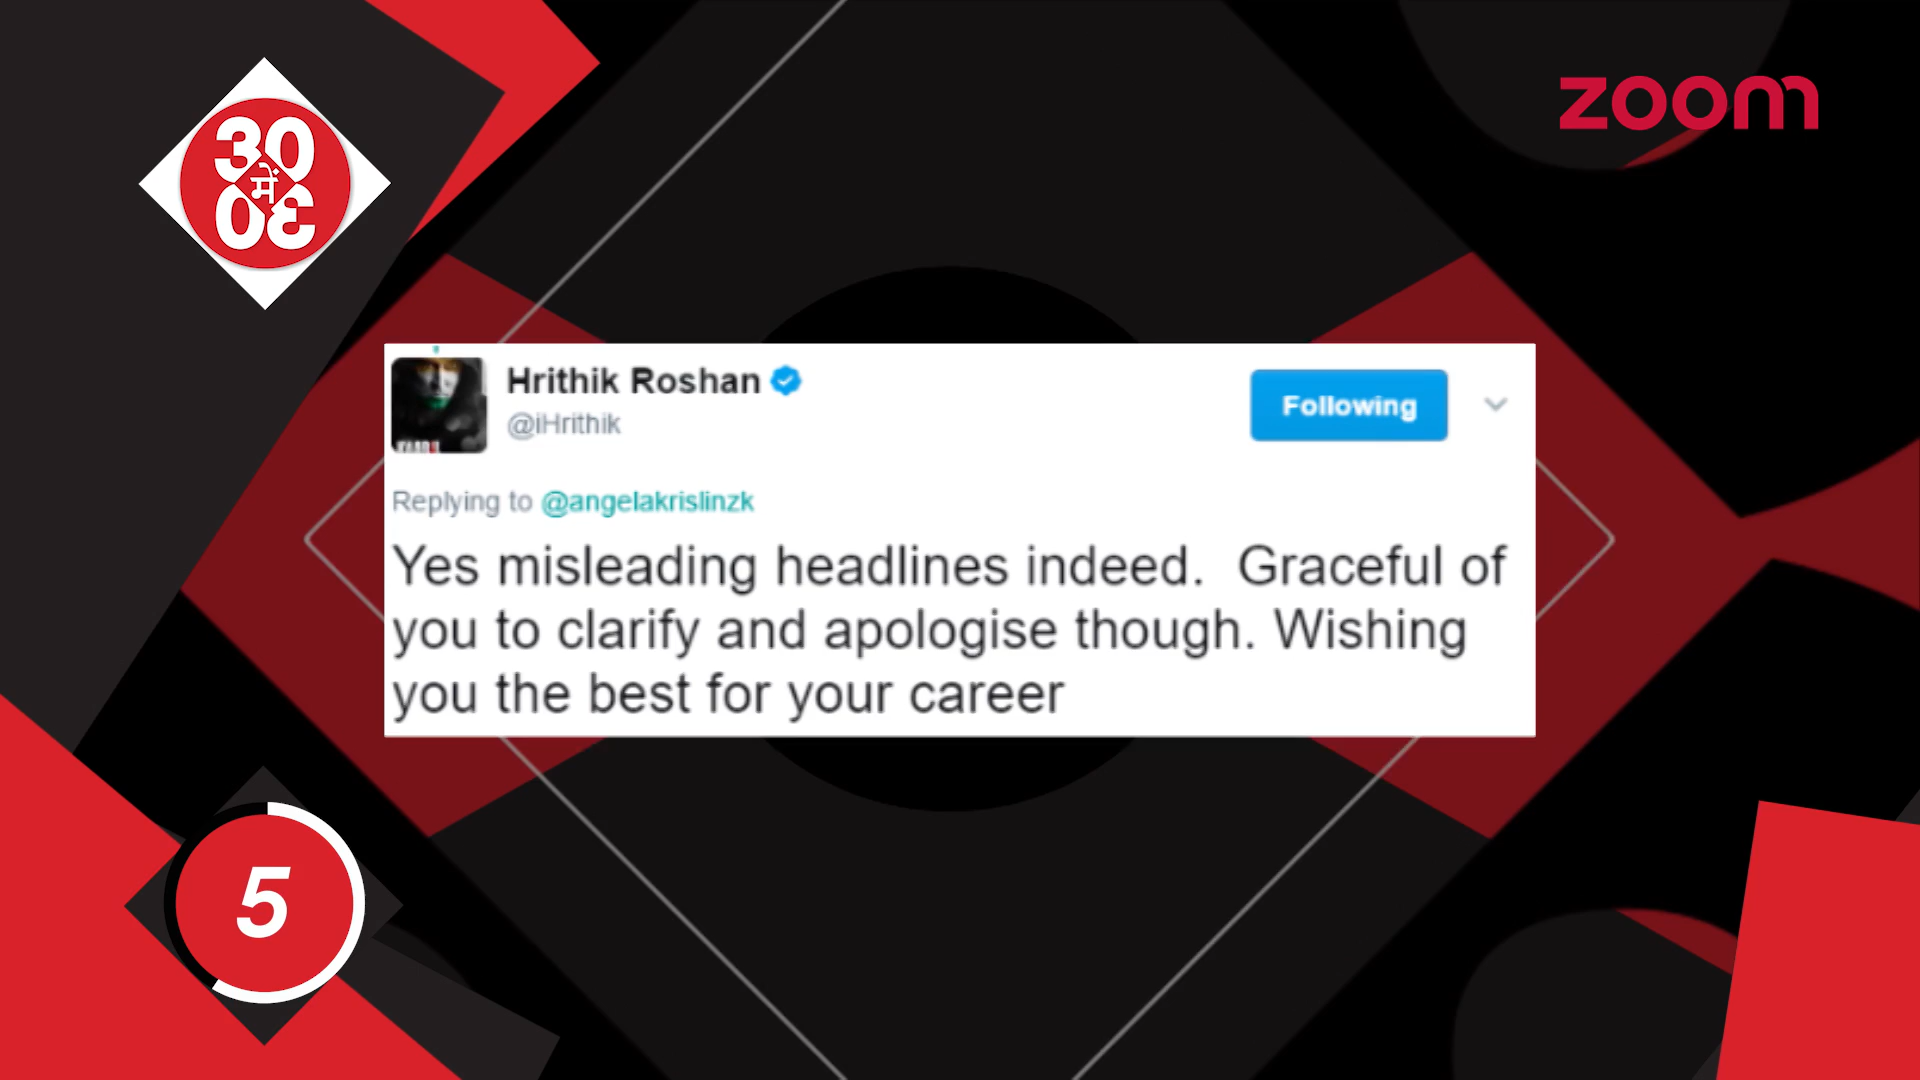 30
में
30
zoom
Hrithik Roshan
@iHrithik
Following
Replying to @angelakrislinzk
Yes misleading headlines indeed.  Graceful of
you to clarify and apologise though. Wishing
you the best for your career
5